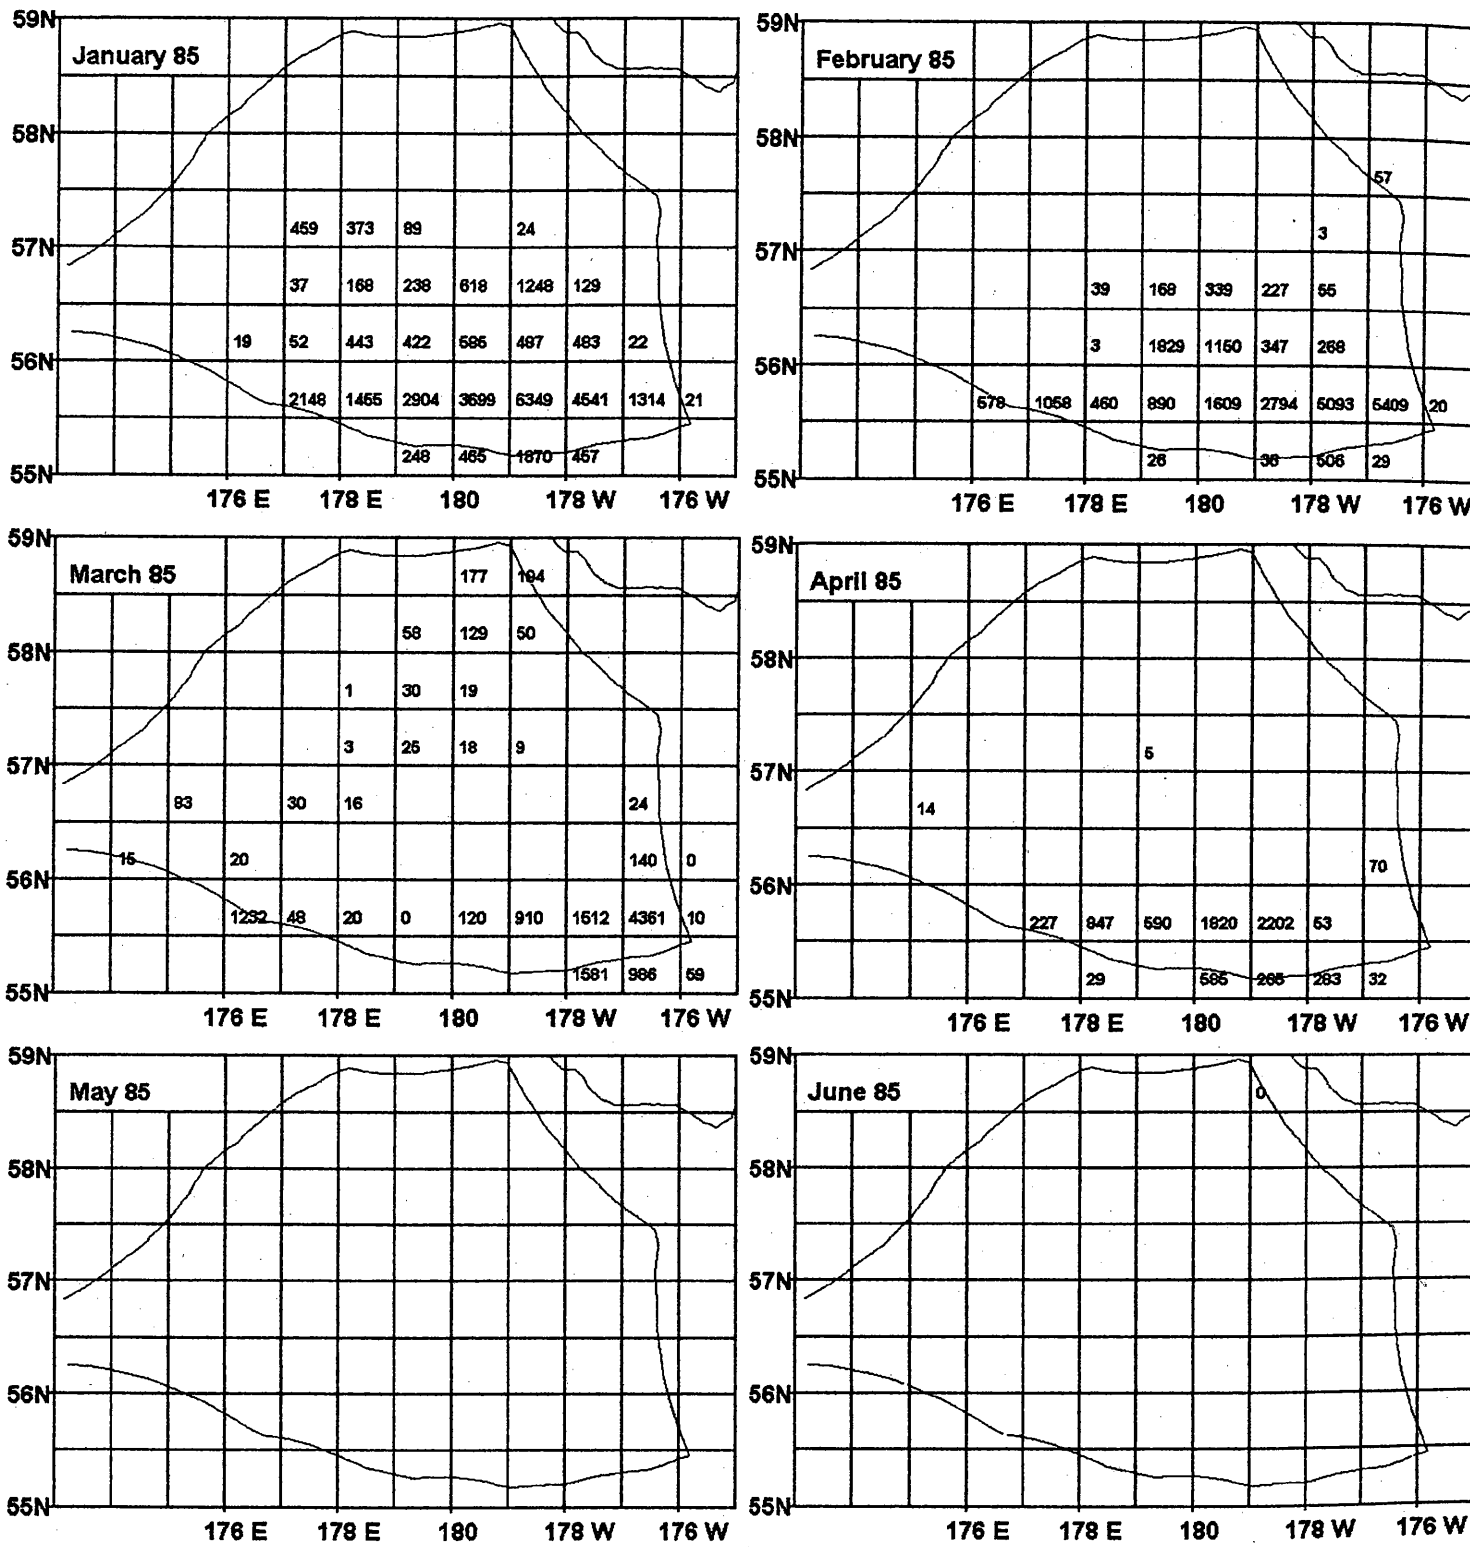 59N
January 85
58N
459 373 89 24
57N
37 168 238 618 1248 129
19 52 443 422 585 487 483 22
56N
2148 1455 2904 3699 6349 4541 1314 21
248 465 1870 457
55N
176 E 178 E 180 178 W 176 W
59N
February 85
58N
57
3
57N
39 168 339 227 55
3 1829 1150 347 268
56N
578 1058 460 890 1609 2794 5093 5409 20
26 36 506 29
55N
176 E 178 E 180 178 W 176 W
59N
March 85
177 194
58 129 50
58N
1 30 19
3 25 18 9
57N
83 30 16 24
15 20 140 0
56N
1232 48 20 0 120 910 1512 4361 10
1581 986 59
55N
176 E 178 E 180 178 W 176 W
59N
April 85
58N
5
57N
14
70
56N
227 847 590 1820 2202 53
29 585 265 283 32
55N
176 E 178 E 180 178 W 176 W
59N
May 85
58N
57N
56N
55N
176 E 178 E 180 178 W 176 W
59N
June 85
0
58N
57N
56N
55N
176 E 178 E 180 178 W 176 W